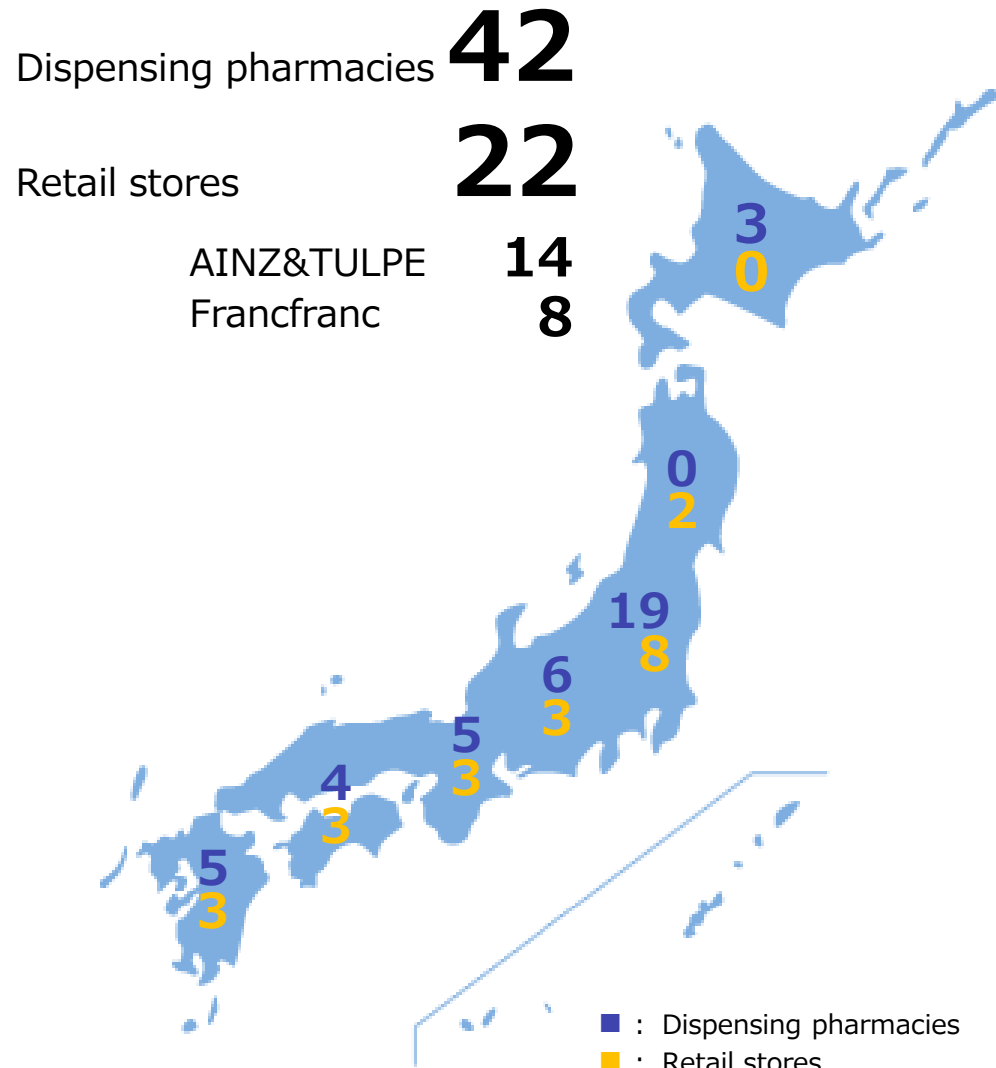 Dispensing pharmacies 42
Retail stores 22
AINZ&TULPE 14
Francfranc 8
3
0
0
2
19
8
6
3
5
3
4
3
5
3
■ : Dispensing pharmacies
■ : Retail stores